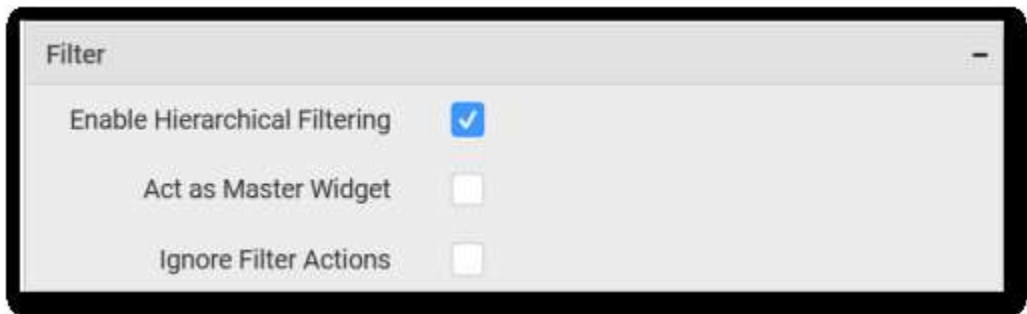 Filter
Enable Hierarchical Filtering
Act as Master Widget
Ignore Filter Actions